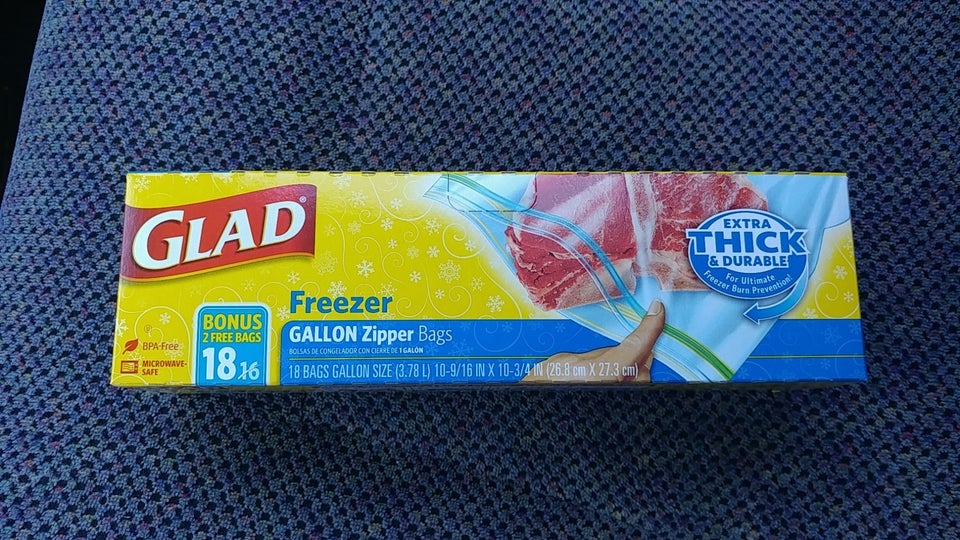 GLAD®
Freezer
BONUS
2 FREE BAGS
18 16
BPA-Free
MICROWAVE-
SAFE
GALLON Zipper Bags
BOLSAS DE CONGELADOR CON CIERRE DE 1 GALÓN
18 BAGS GALLON SIZE (3.78 L) 10-9/16 IN X 10-3/4 IN (26.8 cm X 27.3 cm)
EXTRA
THICK
& DURABLE
For Ultimate
Freezer Burn Prevention!